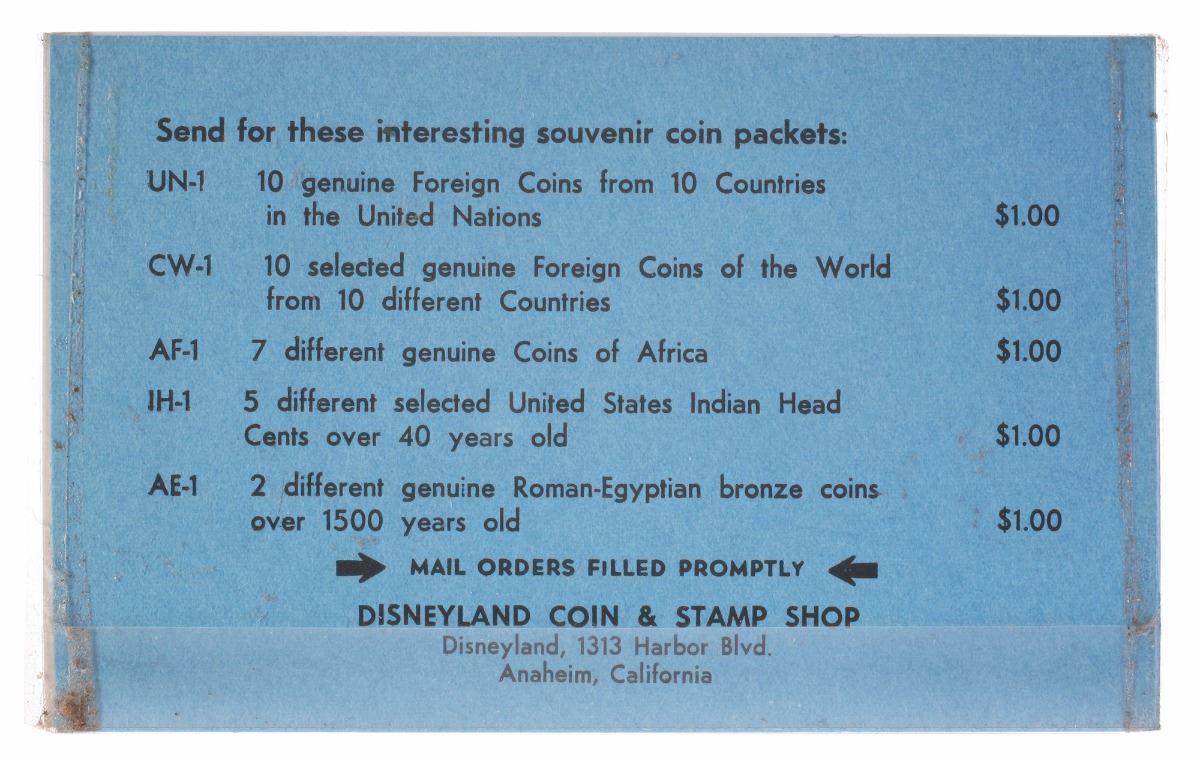 Send for these interesting souvenir coin packets:
UN-1 10 genuine Foreign Coins from 10 Countries
in the United Nations $1.00
CW-1 10 selected genuine Foreign Coins of the World
from 10 different Countries $1.00
AF-1 7 different genuine Coins of Africa $1.00
IH-1 5 different selected United States Indian Head
Cents over 40 years old $1.00
AE-1 2 different genuine Roman-Egyptian bronze coins
over 1500 years old $1.00
MAIL ORDERS FILLED PROMPTLY
DISNEYLAND COIN & STAMP SHOP
Disneyland, 1313 Harbor Blvd.
Anaheim, California